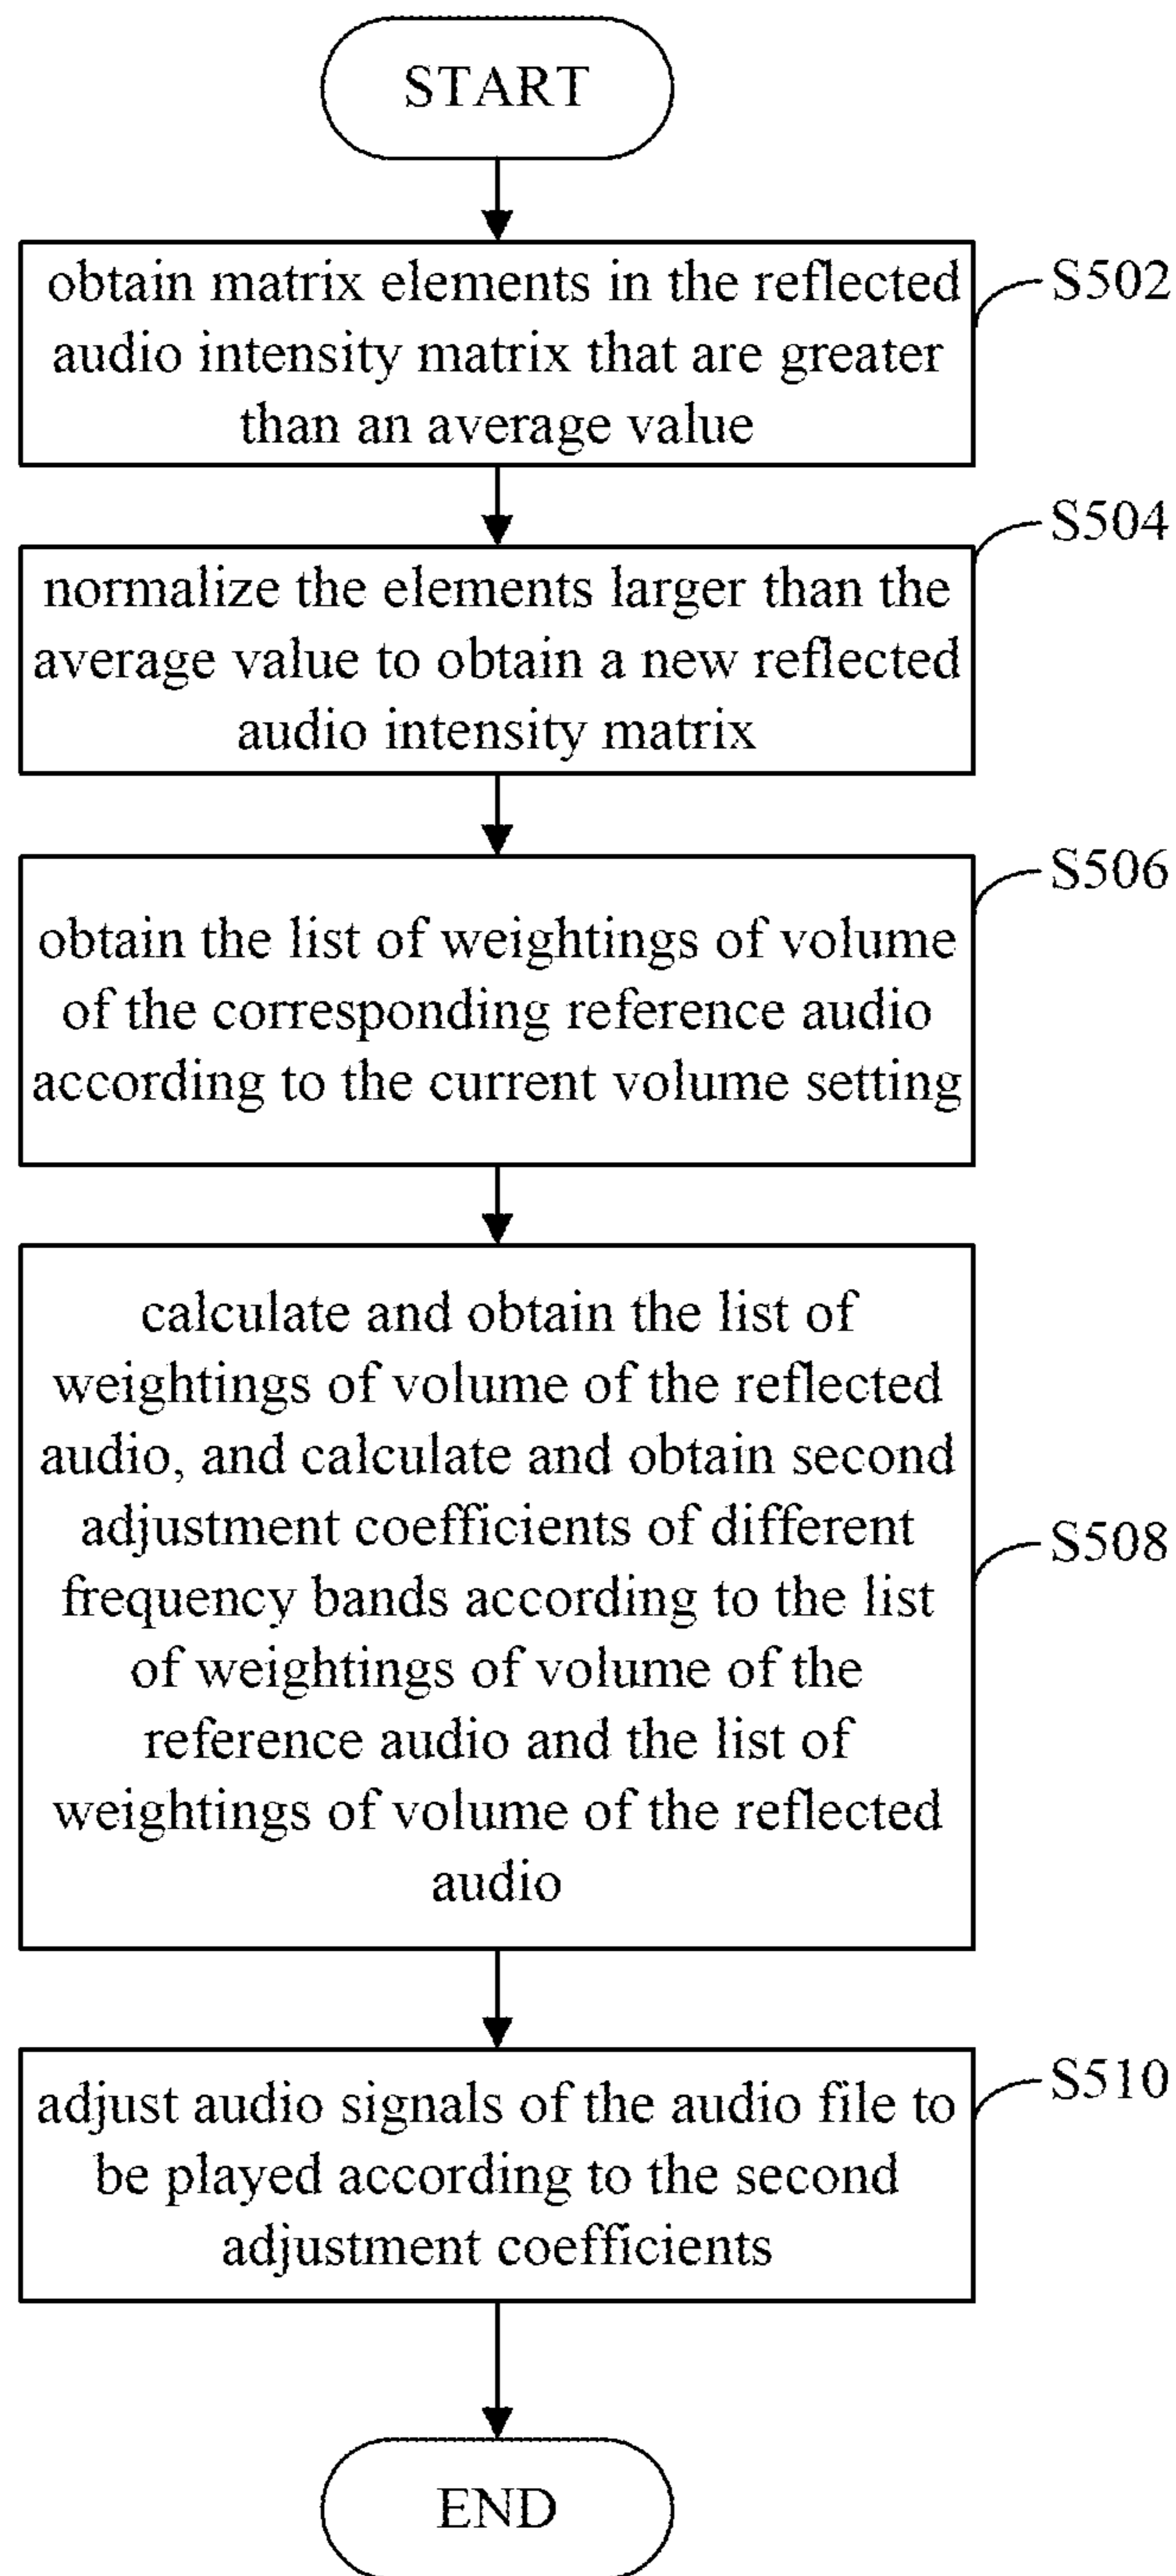 START
obtain matrix elements in the reflected
audio intensity matrix that are greater
than an average value
S502
normalize the elements larger than the
average value to obtain a new reflected
audio intensity matrix
S504
obtain the list of weightings of volume
of the corresponding reference audio
according to the current volume setting
S506
calculate and obtain the list of
weightings of volume of the reflected
audio, and calculate and obtain second
adjustment coefficients of different
frequency bands according to the list
of weightings of volume of the
reference audio and the list of
weightings of volume of the reflected
audio
S508
adjust audio signals of the audio file to
be played according to the second
adjustment coefficients
S510
END